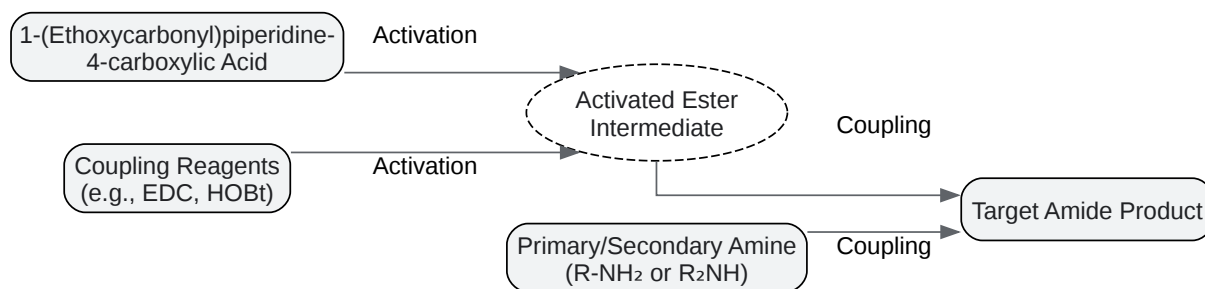 1-(Ethoxycarbonyl)piperidine-
4-carboxylic Acid
Activation
Activated Ester
Intermediate
Coupling
Coupling Reagents
(e.g., EDC, HOBt)
Activation
Target Amide Product
Primary/Secondary Amine
(R-NH₂ or R₂NH)
Coupling